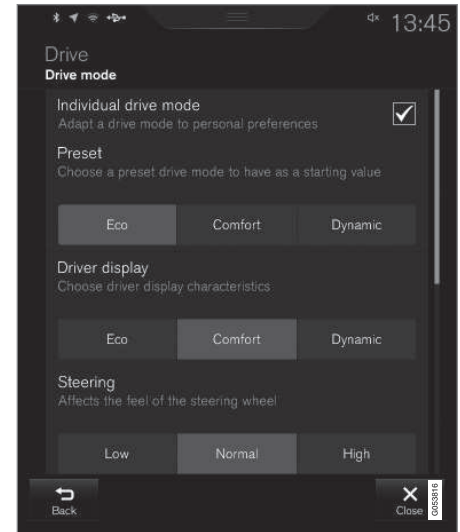 13:45
Drive
Drive mode
Individual drive mode
Adapt a drive mode to personal preferences
Preset
Choose a preset drive mode to have as a starting value
Eco Comfort Dynamic
Driver display
Choose driver display characteristics
Eco Comfort Dynamic
Steering
Affects the feel of the steering wheel
Low Normal High
Back Close
G053816